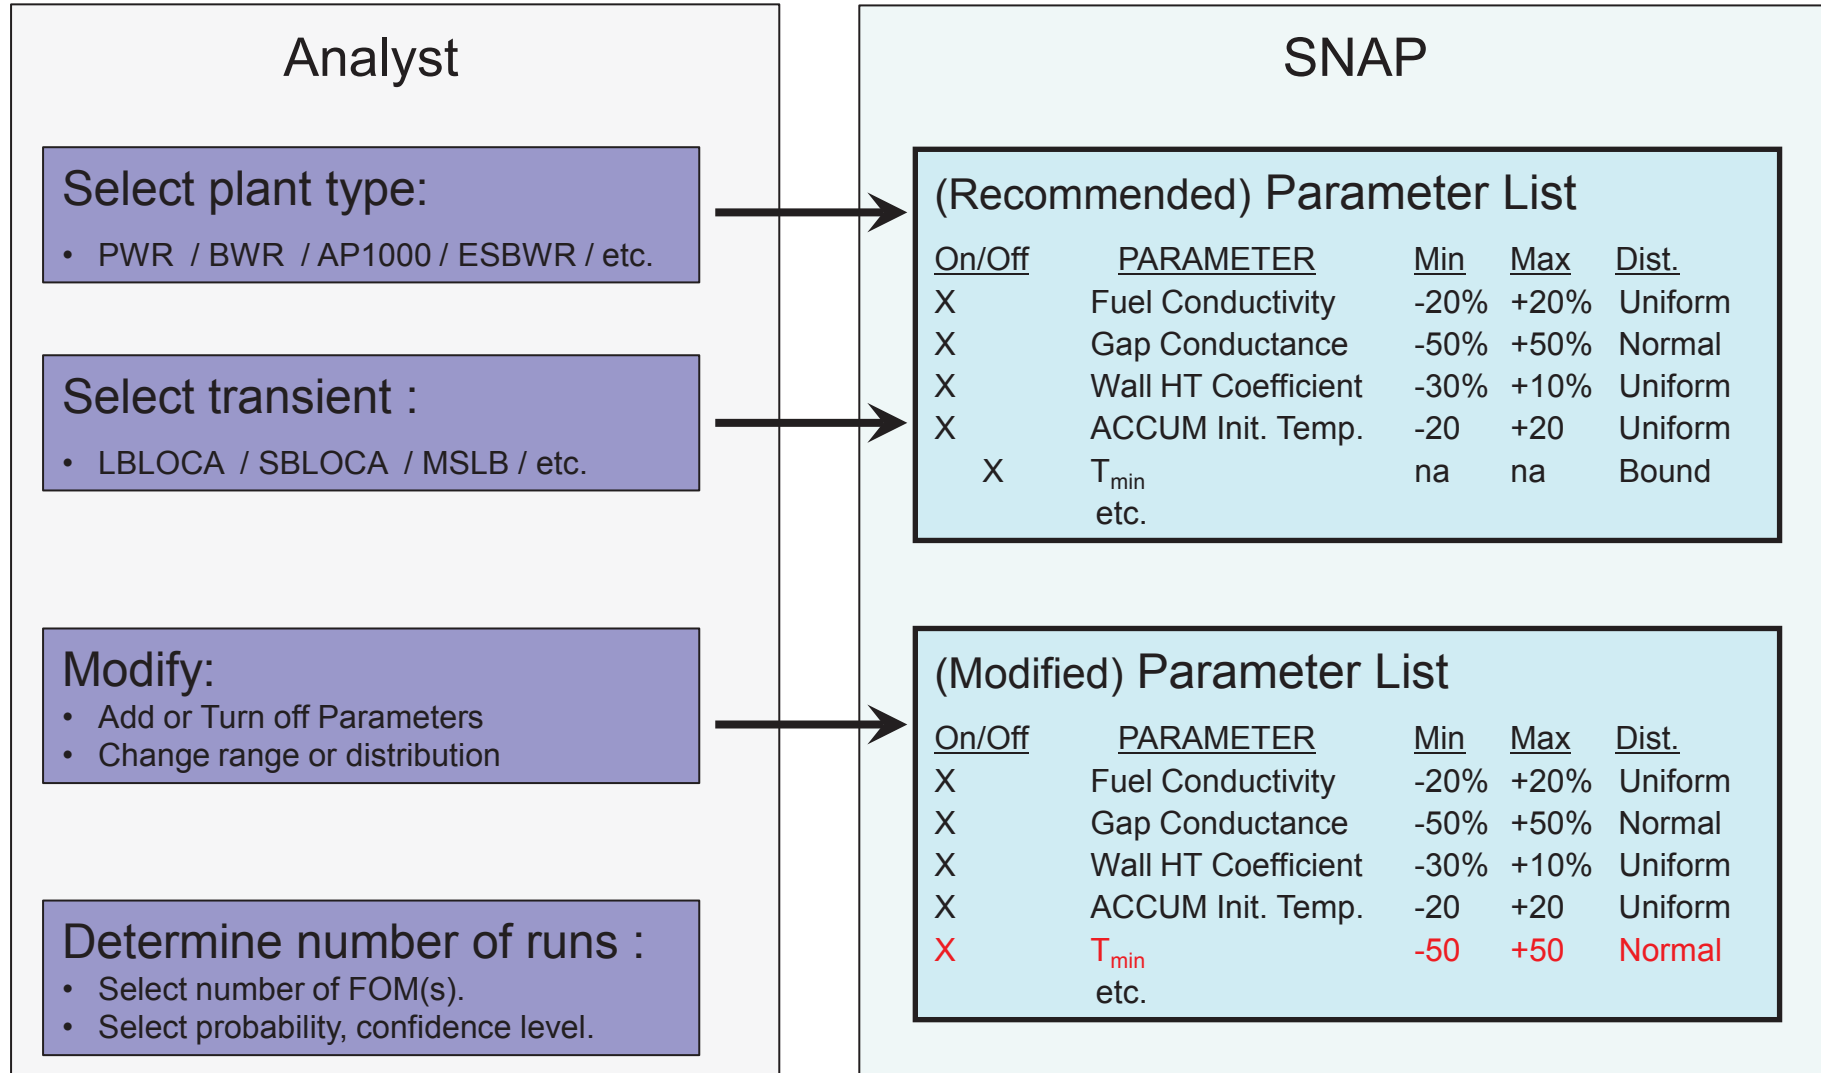 Analyst
Select plant type:
• PWR / BWR / AP1000 / ESBWR / etc.
Select transient :
• LBLOCA / SBLOCA / MSLB / etc.
Modify:
• Add or Turn off Parameters
• Change range or distribution
Determine number of runs :
• Select number of FOM(s).
• Select probability, confidence level.
SNAP
(Recommended) Parameter List
On/Off PARAMETER Min Max Dist.
X Fuel Conductivity -20% +20% Uniform
X Gap Conductance -50% +50% Normal
X Wall HT Coefficient -30% +10% Uniform
X ACCUM Init. Temp. -20 +20 Uniform
X Tmin na na Bound
etc.
(Modified) Parameter List
On/Off PARAMETER Min Max Dist.
X Fuel Conductivity -20% +20% Uniform
X Gap Conductance -50% +50% Normal
X Wall HT Coefficient -30% +10% Uniform
X ACCUM Init. Temp. -20 +20 Uniform
X Tmin -50 +50 Normal
etc.